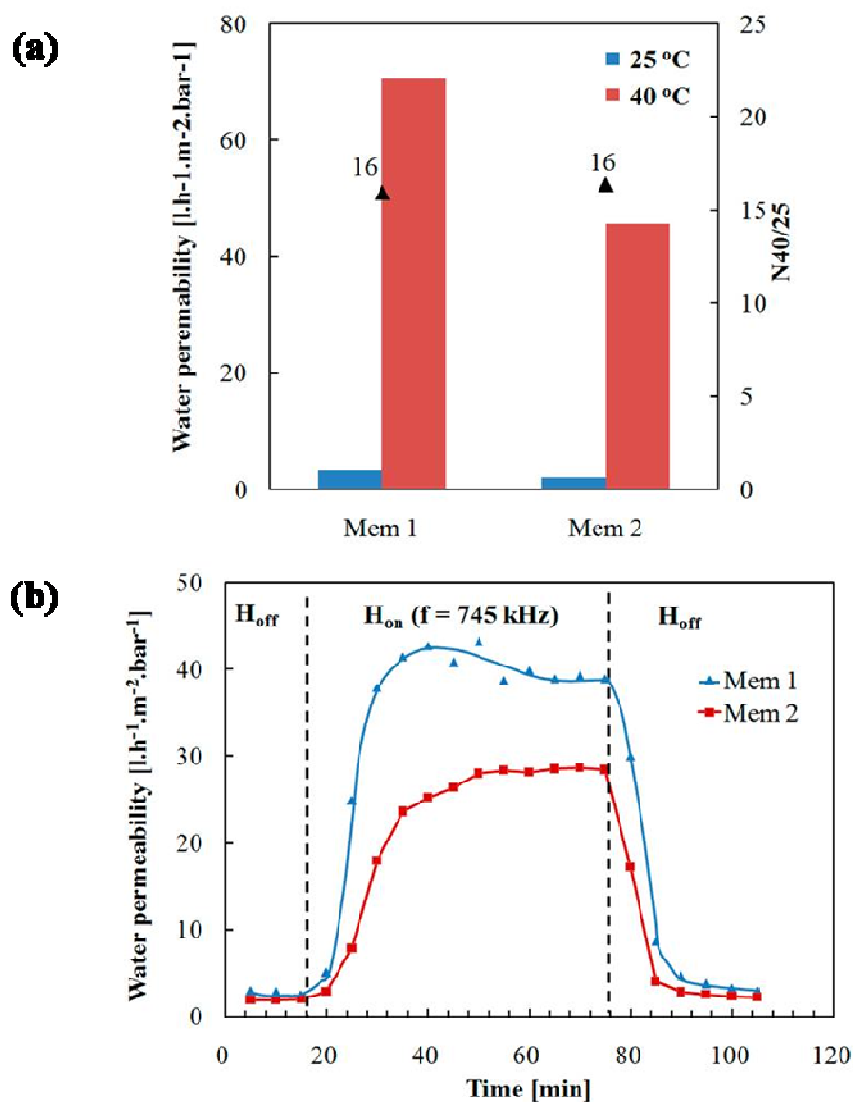 (a)
Water peremability [l.h-1.m-2.bar-1]
80
60
40
20
0
25 °C
40 °C
16
16
25
20
15
10
5
0
N40/25
Mem 1
Mem 2
(b)
Water permeability [l.h-1.m-2.bar-1]
50
40
30
20
10
0
Hoff
Hon (f = 745 kHz)
Hoff
Mem 1
Mem 2
0 20 40 60 80 100 120
Time [min]